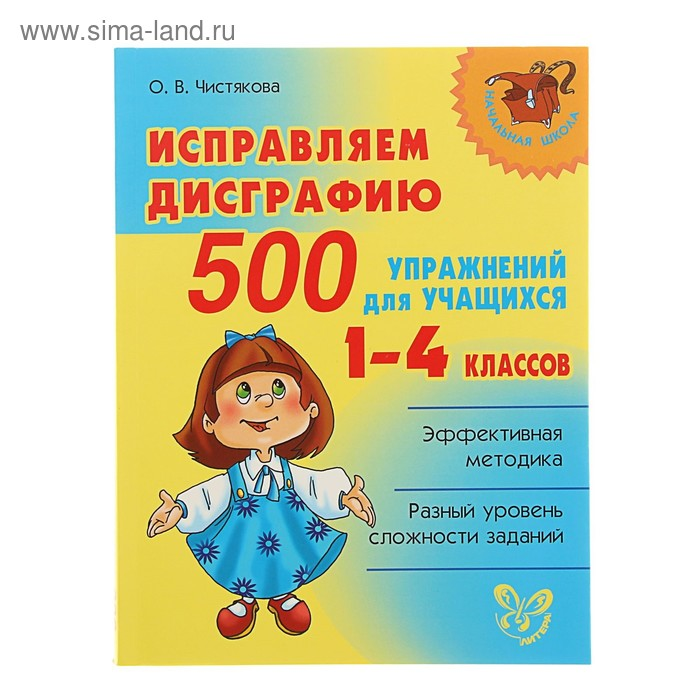 www.sima-land.ru
О. В. Чистякова
НАЧАЛЬНАЯ ШКОЛА
ИСПРАВЛЯЕМ
ДИСГРАФИЮ
500 УПРАЖНЕНИЙ
ДЛЯ УЧАЩИХСЯ
1–4 КЛАССОВ
Эффективная
методика
Разный уровень
сложности заданий
ЛИТЕРА